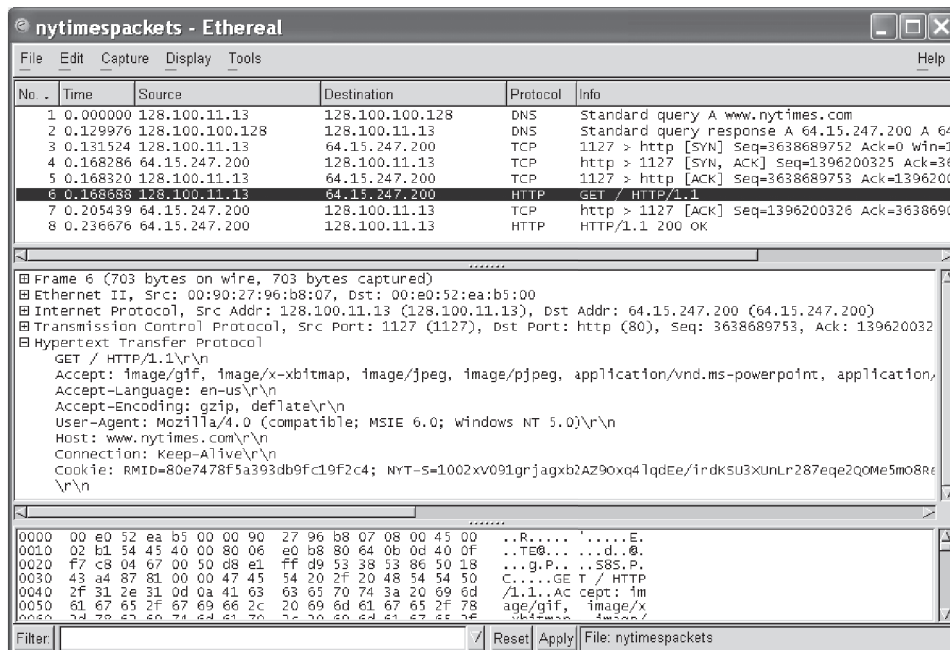 nytimespackets - Ethereal
File Edit Capture Display Tools Help
No. . Time Source Destination Protocol Info
1 0.000000 128.100.11.13 128.100.100.128 DNS Standard query A www.nytimes.com
2 0.129976 128.100.100.128 128.100.11.13 DNS Standard query response A 64.15.247.200 A 64
3 0.131524 128.100.11.13 64.15.247.200 TCP 1127 > http [SYN] Seq=3638689752 Ack=0 Win=1
4 0.168286 64.15.247.200 128.100.11.13 TCP http > 1127 [SYN, ACK] Seq=1396200325 Ack=36
5 0.168320 128.100.11.13 64.15.247.200 TCP 1127 > http [ACK] Seq=3638689753 Ack=1396200
6 0.168688 128.100.11.13 64.15.247.200 HTTP GET / HTTP/1.1
7 0.205439 64.15.247.200 128.100.11.13 TCP http > 1127 [ACK] Seq=1396200326 Ack=3638690
8 0.236676 64.15.247.200 128.100.11.13 HTTP HTTP/1.1 200 OK
Frame 6 (703 bytes on wire, 703 bytes captured)
Ethernet II, Src: 00:90:27:96:b8:07, Dst: 00:e0:52:ea:b5:00
Internet Protocol, Src Addr: 128.100.11.13 (128.100.11.13), Dst Addr: 64.15.247.200 (64.15.247.200)
Transmission Control Protocol, Src Port: 1127 (1127), Dst Port: http (80), Seq: 3638689753, Ack: 139620032
Hypertext Transfer Protocol
GET / HTTP/1.1\r\n
Accept: image/gif, image/x-xbitmap, image/jpeg, image/pjpeg, application/vnd.ms-powerpoint, application/
Accept-Language: en-us\r\n
Accept-Encoding: gzip, deflate\r\n
User-Agent: Mozilla/4.0 (compatible; MSIE 6.0; Windows NT 5.0)\r\n
Host: www.nytimes.com\r\n
Connection: Keep-Alive\r\n
Cookie: RMID=80e7478f5a393db9fc19f2c4;
\r\n
0000 00 e0 52 ea b5 00 00 90 27 96 b8 07 08 00 45 00 ..R..... '.....E.
0010 02 b1 54 45 40 00 80 06 e0 b8 80 64 0b 0d 40 0f ..TE@... ...d..@.
0020 f7 c8 04 67 00 50 d8 e1 ff d9 53 38 53 86 50 18 ...g.P.. ..S8S.P.
0030 43 a4 87 81 00 00 47 45 54 20 2f 20 48 54 54 50 C.....GE T / HTTP
0040 2f 31 2e 31 0d 0a 41 63 63 65 70 74 3a 20 69 6d /1.1..Ac cept: im
0050 61 67 65 2f 67 69 66 2c 20 69 6d 61 67 65 2f 78 age/gif, image/x
Filter: Reset Apply File: nytimespackets